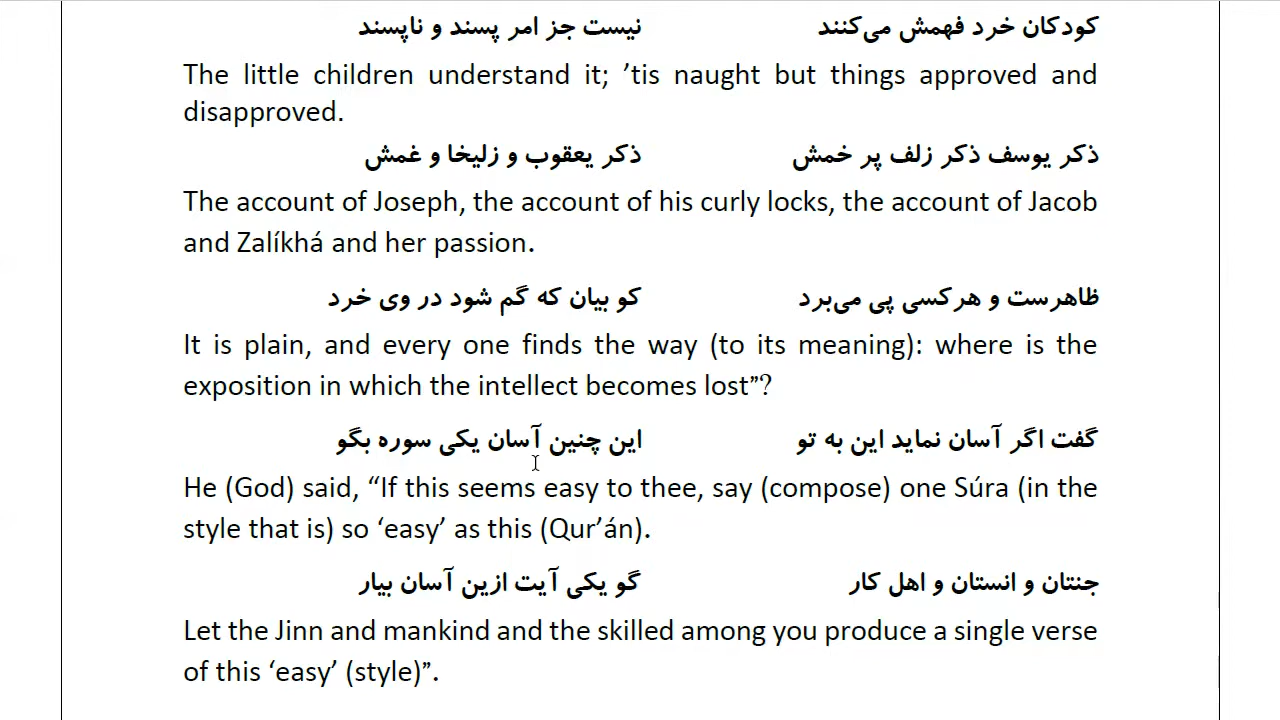 کودکان خرد فهمش می‌کنند نیست جز امر پسند و ناپسند
The little children understand it; ’tis naught but things approved and
disapproved.
ذکر یوسف ذکر زلف پر خمش ذکر یعقوب و زلیخا و غمش
The account of Joseph, the account of his curly locks, the account of Jacob
and Zalíkhá and her passion.
ظاهرست و هرکسی پی می‌برد کو بیان که گم شود در وی خرد
It is plain, and every one finds the way (to its meaning): where is the
exposition in which the intellect becomes lost”?
گفت اگر آسان نماید این به تو این چنین آسان یکی سوره بگو
He (God) said, “If this seems easy to thee, say (compose) one Súra (in the
style that is) so ‘easy’ as this (Qur’án).
جنتان و انستان و اهل کار گو یکی آیت ازین آسان بیار
Let the Jinn and mankind and the skilled among you produce a single verse
of this ‘easy’ (style)”.